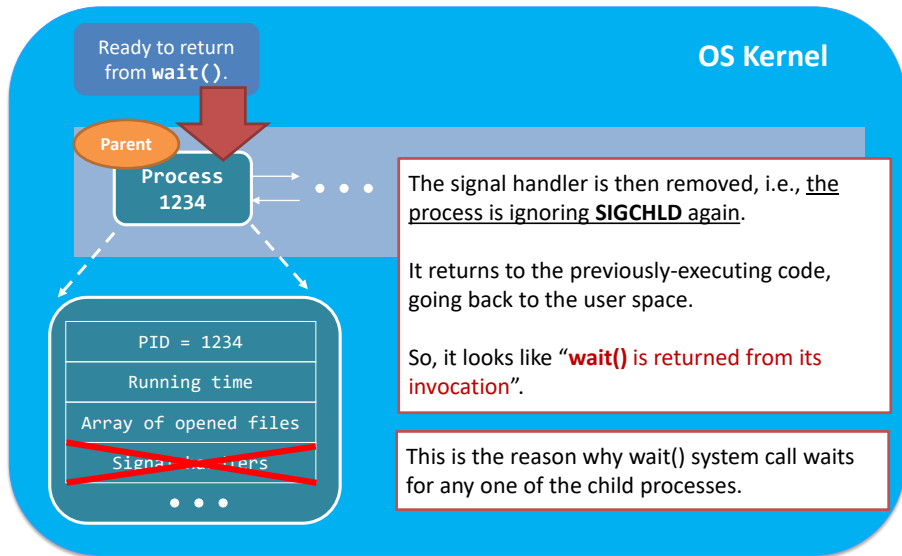 Ready to return
from wait().
OS Kernel
Parent
Process
1234
• • •
The signal handler is then removed, i.e., the
process is ignoring SIGCHLD again.
It returns to the previously-executing code,
going back to the user space.
So, it looks like “wait() is returned from its
invocation”.
PID = 1234
Running time
Array of opened files
Signal handlers
• • •
This is the reason why wait() system call waits
for any one of the child processes.